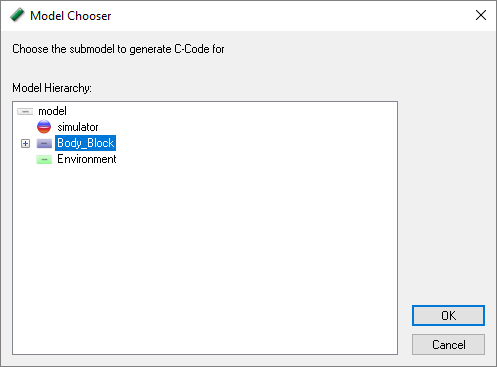 Model Chooser
Choose the submodel to generate C-Code for
Model Hierarchy:
model
simulator
Body_Block
Environment
OK
Cancel